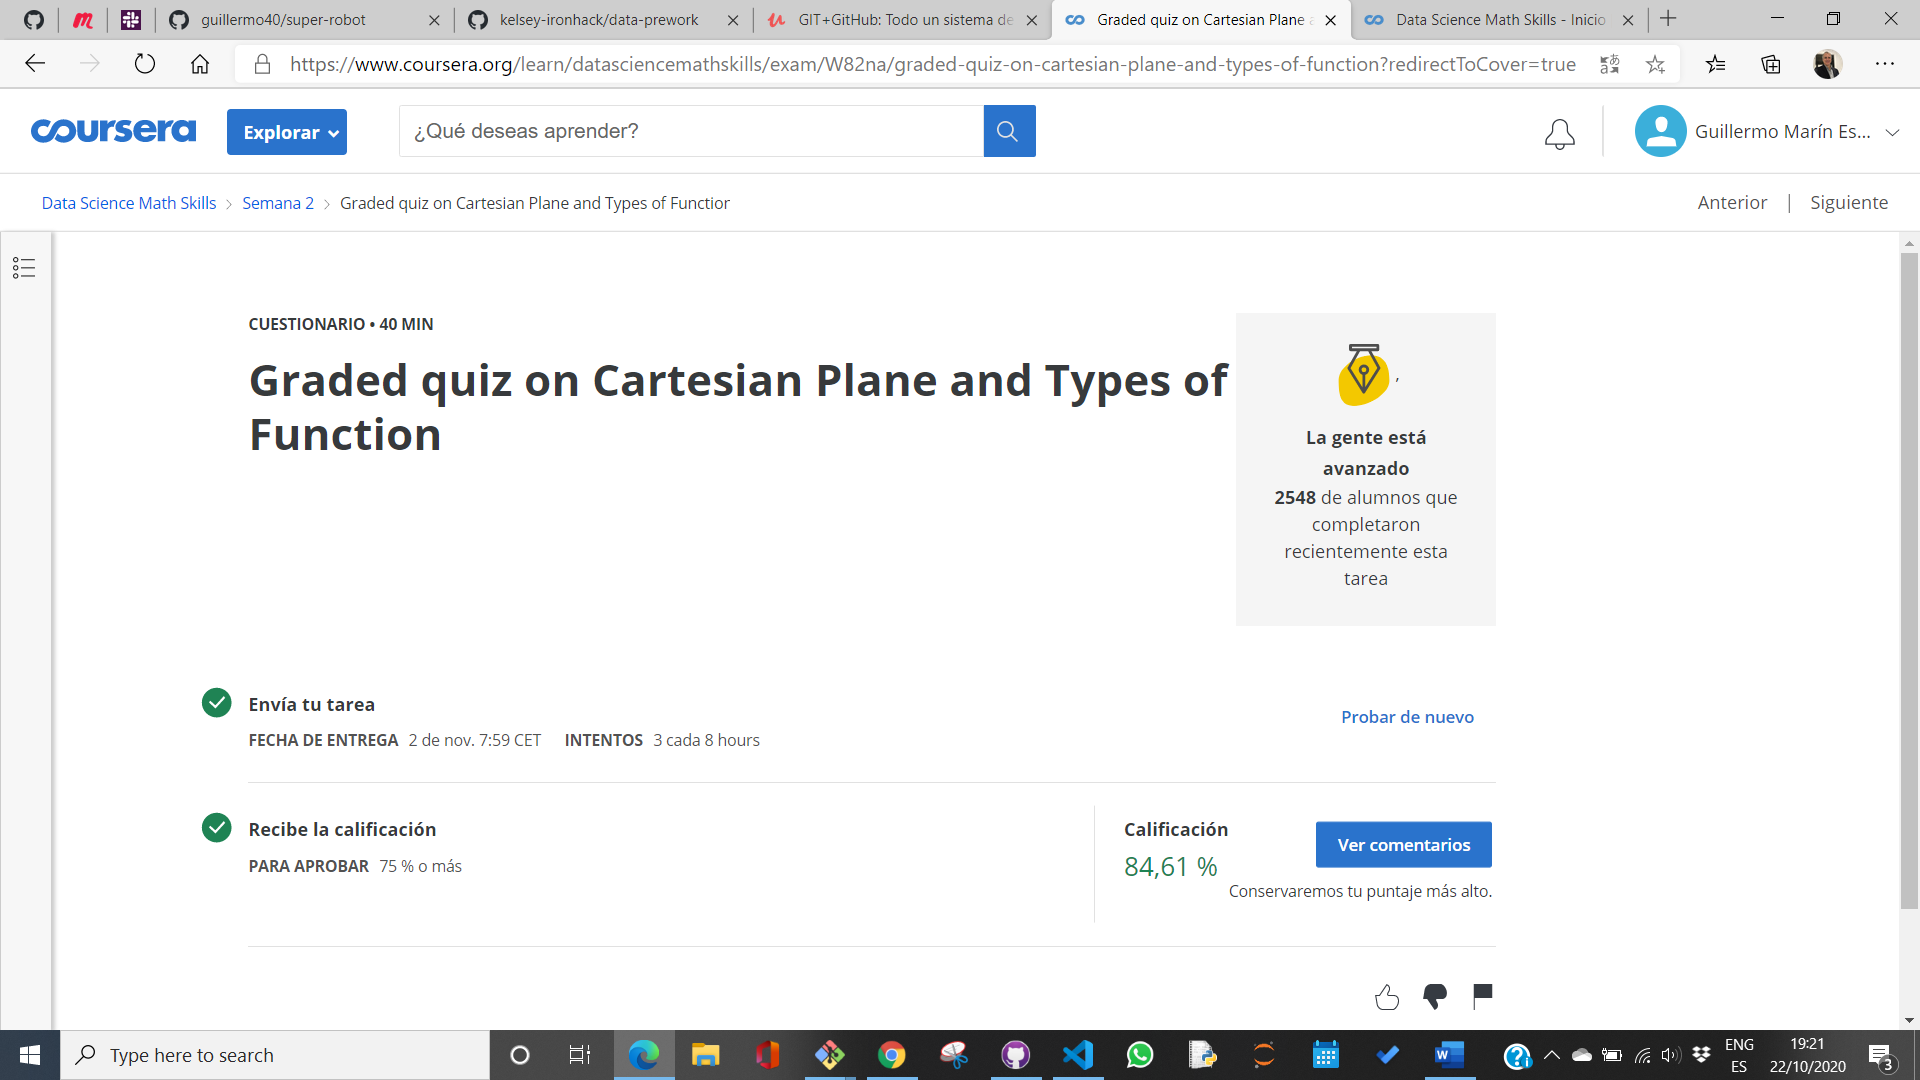 guillermo40/super-robot
kelsey-ironhack/data-prework
GIT+GitHub: Todo un sistema de
Graded quiz on Cartesian Plane a
Data Science Math Skills - Inicio
https://www.coursera.org/learn/datasciencemathskills/exam/W82na/graded-quiz-on-cartesian-plane-and-types-of-function?redirectToCover=true
coursera
Explorar
¿Qué deseas aprender?
Guillermo Marín Es...
Data Science Math Skills
Semana 2
Graded quiz on Cartesian Plane and Types of Function
Anterior | Siguiente
CUESTIONARIO • 40 MIN
Graded quiz on Cartesian Plane and Types of
Function
,
La gente está
avanzado
2548 de alumnos que
completaron
recientemente esta
tarea
Envía tu tarea
FECHA DE ENTREGA 2 de nov. 7:59 CET INTENTOS 3 cada 8 hours
Probar de nuevo
Recibe la calificación
PARA APROBAR 75 % o más
Calificación
84,61 %
Ver comentarios
Conservaremos tu puntaje más alto.
Type here to search
ENG
ES
19:21
22/10/2020
3